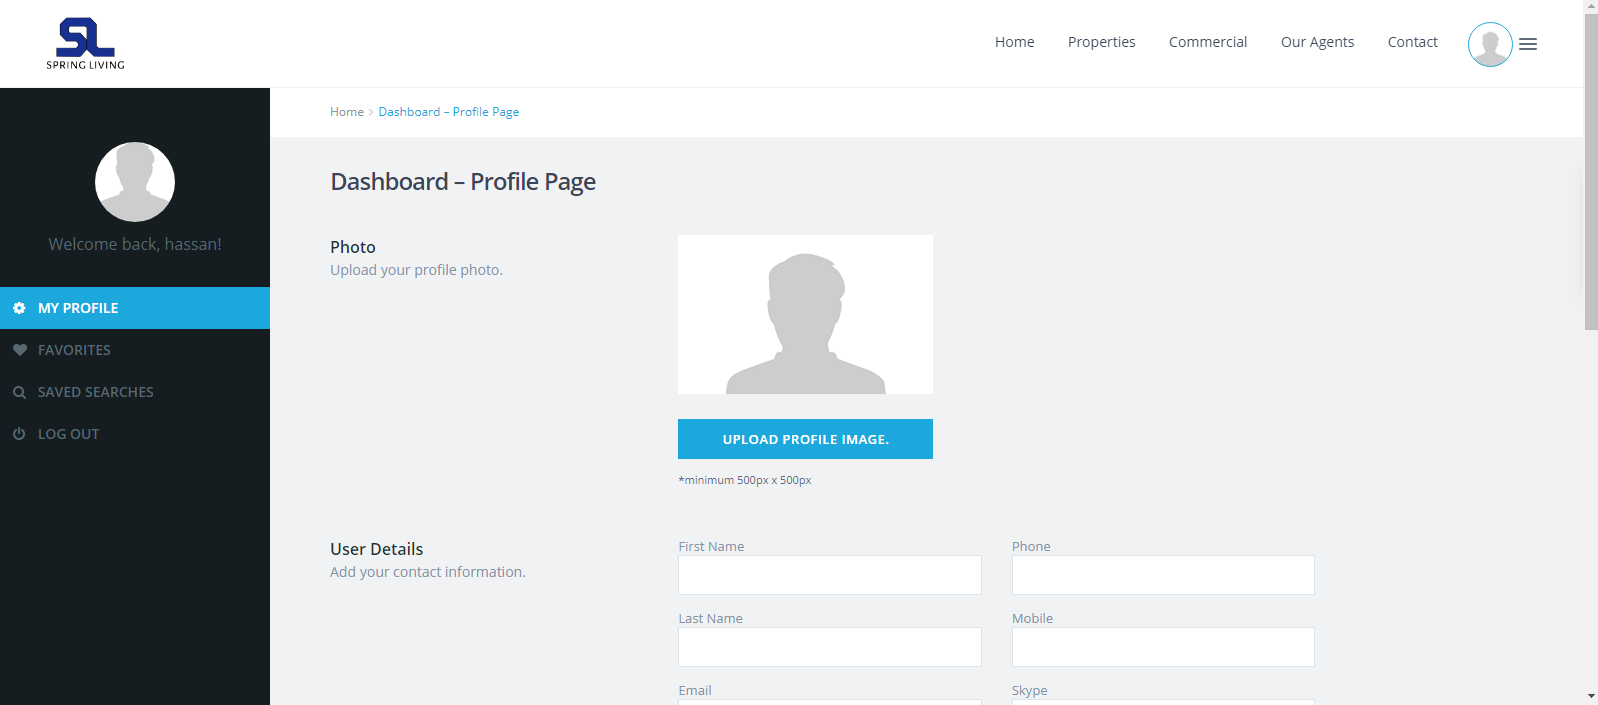 SL
SPRING LIVING
Home Properties Commercial Our Agents Contact
Home › Dashboard – Profile Page
Welcome back, hassan!
MY PROFILE
FAVORITES
SAVED SEARCHES
LOG OUT
Dashboard – Profile Page
Photo
Upload your profile photo.
UPLOAD PROFILE IMAGE.
*minimum 500px x 500px
User Details
Add your contact information.
First Name Phone
Last Name Mobile
Email Skype